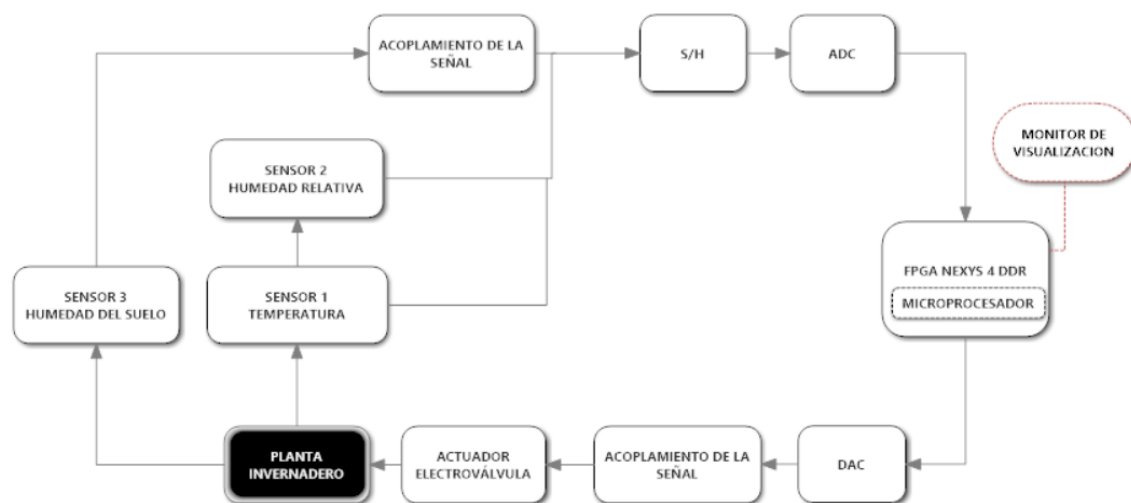 ACOPLAMIENTO DE LA
SEÑAL
S/H
ADC
MONITOR DE
VISUALIZACION
SENSOR 2
HUMEDAD RELATIVA
SENSOR 3
HUMEDAD DEL SUELO
SENSOR 1
TEMPERATURA
FPGA NEXYS 4 DDR
MICROPROCESADOR
PLANTA
INVERNADERO
ACTUADOR
ELECTROVÁLVULA
ACOPLAMIENTO DE LA
SEÑAL
DAC